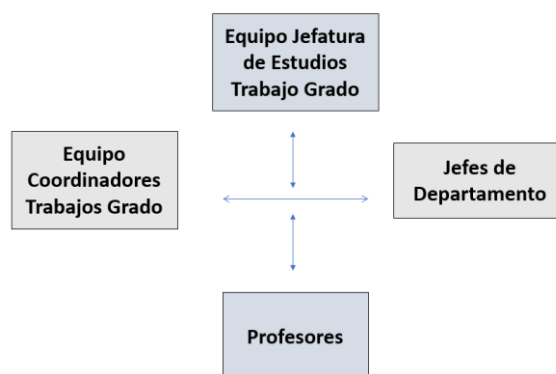 Equipo Jefatura
de Estudios
Trabajo Grado
Equipo
Coordinadores
Trabajos Grado
Jefes de
Departamento
Profesores